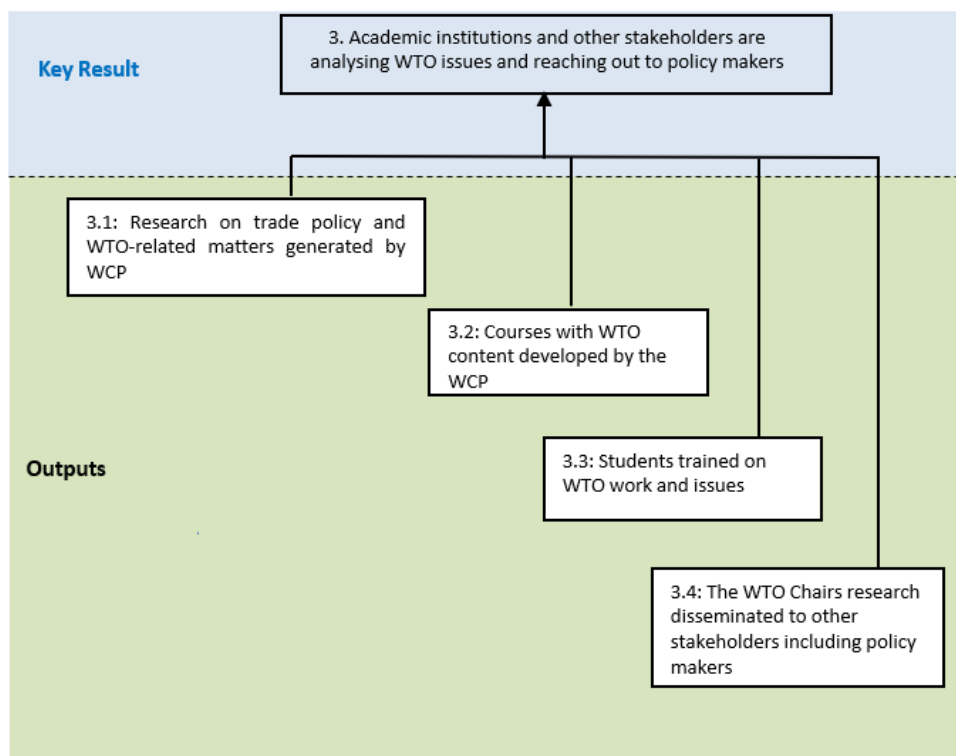 3. Academic institutions and other stakeholders are
analysing WTO issues and reaching out to policy makers
Key Result
3.1: Research on trade policy and
WTO-related matters generated by
WCP
3.2: Courses with WTO
content developed by the
WCP
3.3: Students trained on
WTO work and issues
Outputs
3.4: The WTO Chairs research
disseminated to other
stakeholders including policy
makers